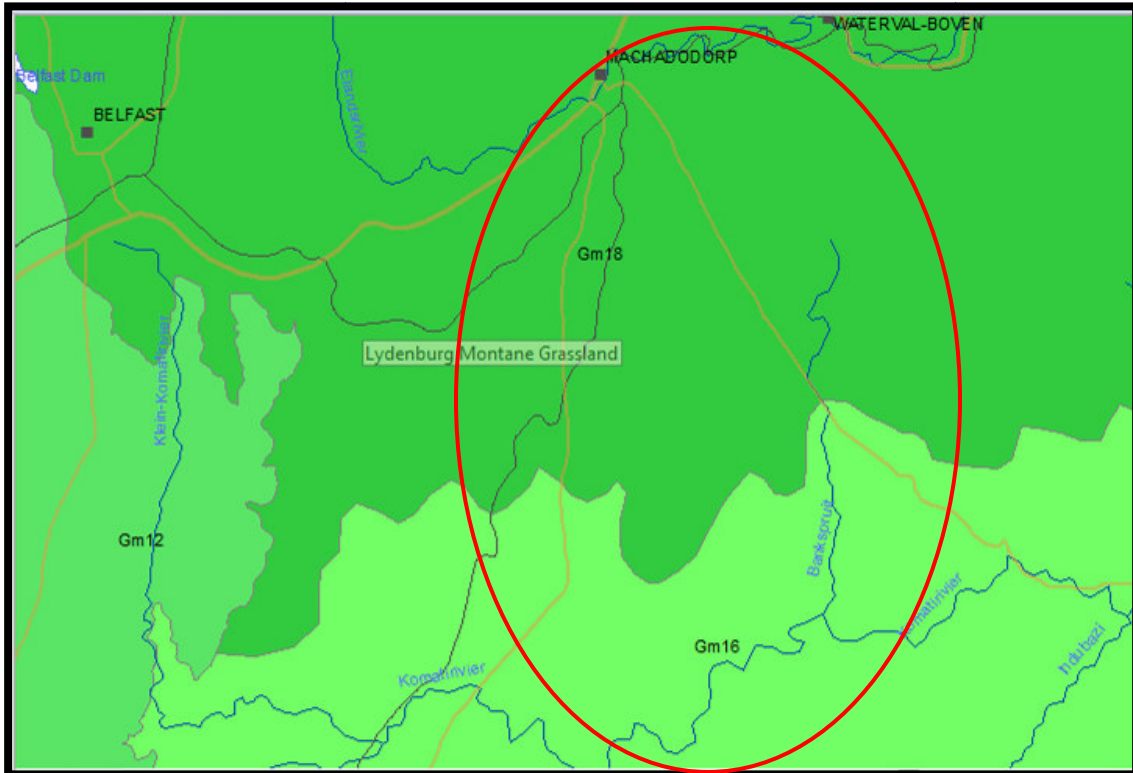 WATERVAL-BOVEN
MACHADODORP
Belfast Dam
BELFAST
Elandsrivier
Gm18
Lydenburg Montane Grassland
Klein-Komatirivier
Gm12
Bankspruit
Komatirivier
Gm16
Komatirivier
Ndubazi